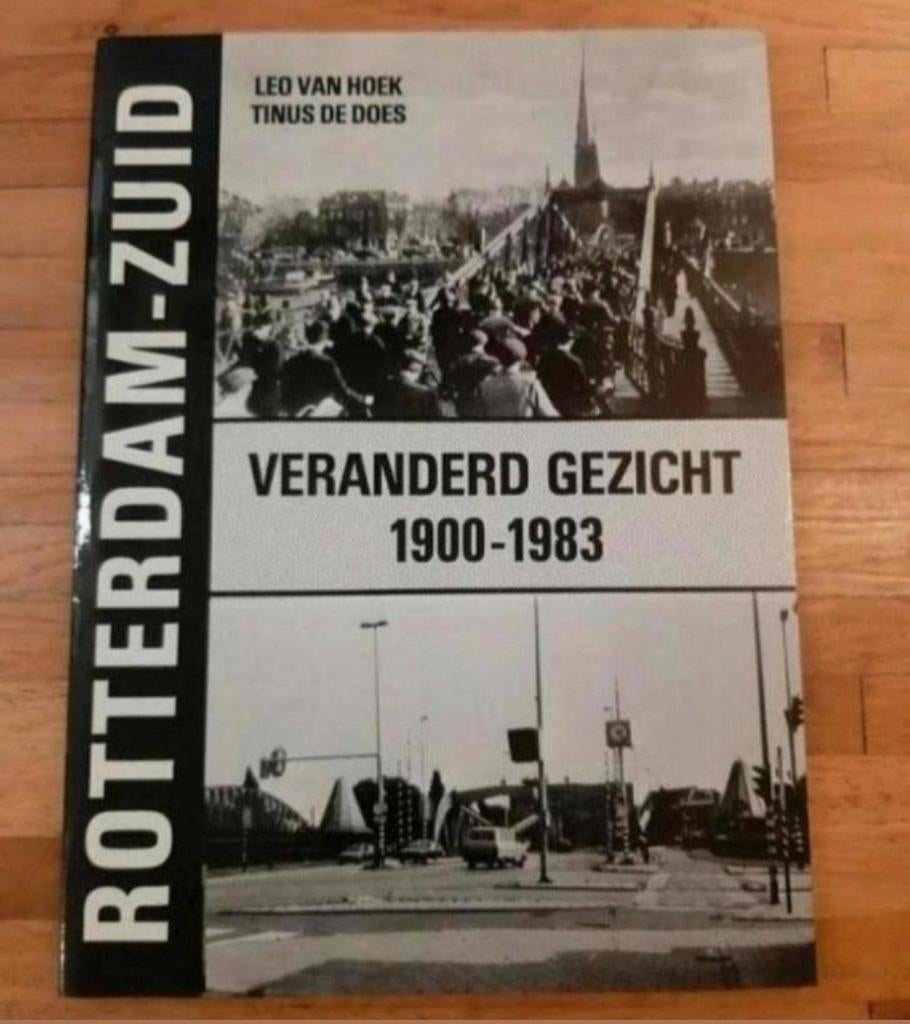 ROTTERDAM-ZUID
LEO VAN HOEK
TINUS DE DOES
VERANDERD GEZICHT
1900-1983